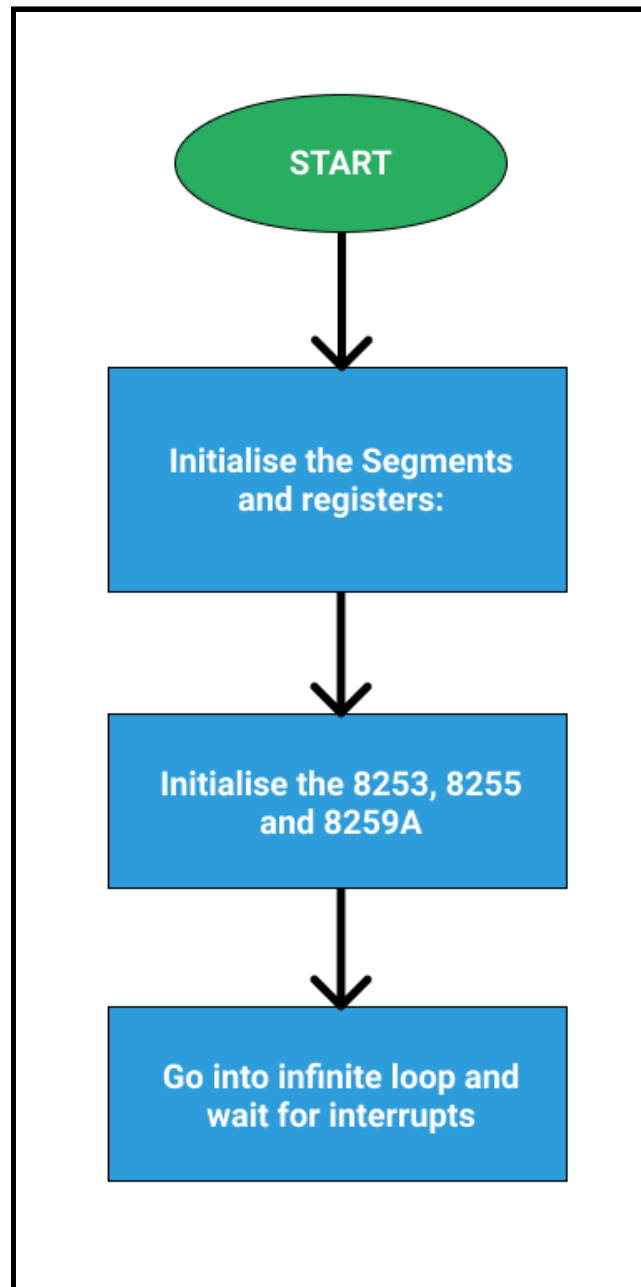 START
Initialise the Segments
and registers:
Initialise the 8253, 8255
and 8259A
Go into infinite loop and
wait for interrupts